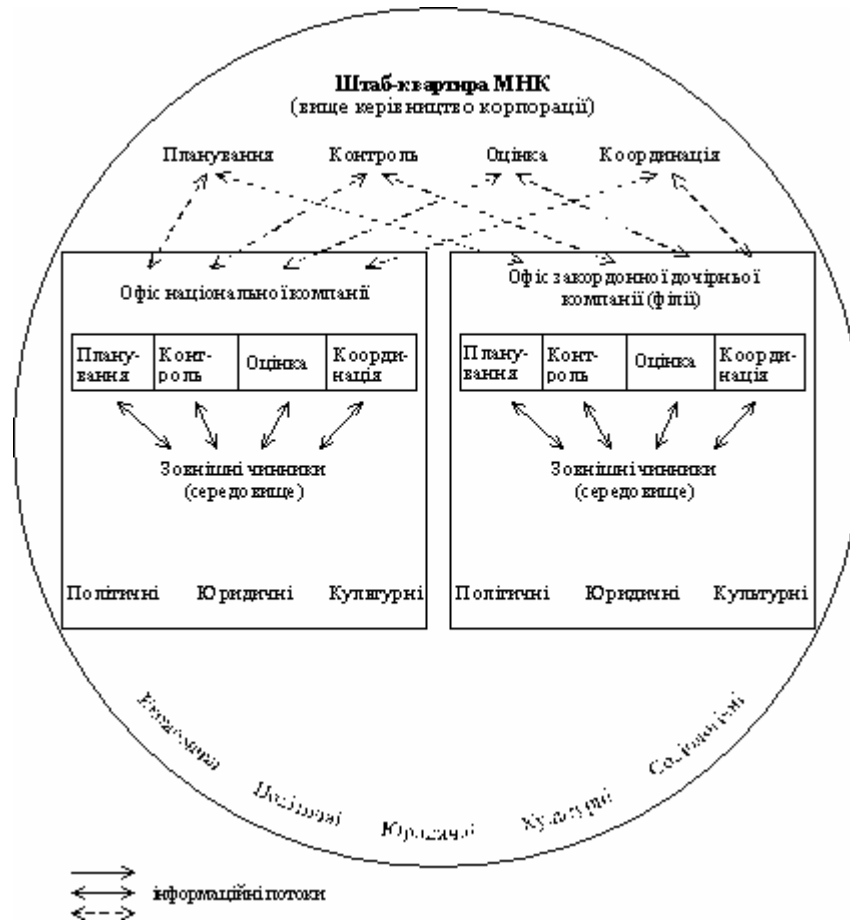 Штаб-квартира МНК
(вище керівництво корпорації)
Планування Контроль Оцінка Координація
Офіс національної компанії
Плану-
вання
Конт-
роль
Оцінка
Коорди-
нація
Зовнішні чинники
(середовище)
Політичні Юридичні Культурні
Офіс закордонної дочірньої
компанії (філії)
Плану-
вання
Конт-
роль
Оцінка
Коорди-
нація
Зовнішні чинники
(середовище)
Політичні Юридичні Культурні
Економічні
Політичні
Юридичні
Культурні
Соціологічні
інформаційні потоки